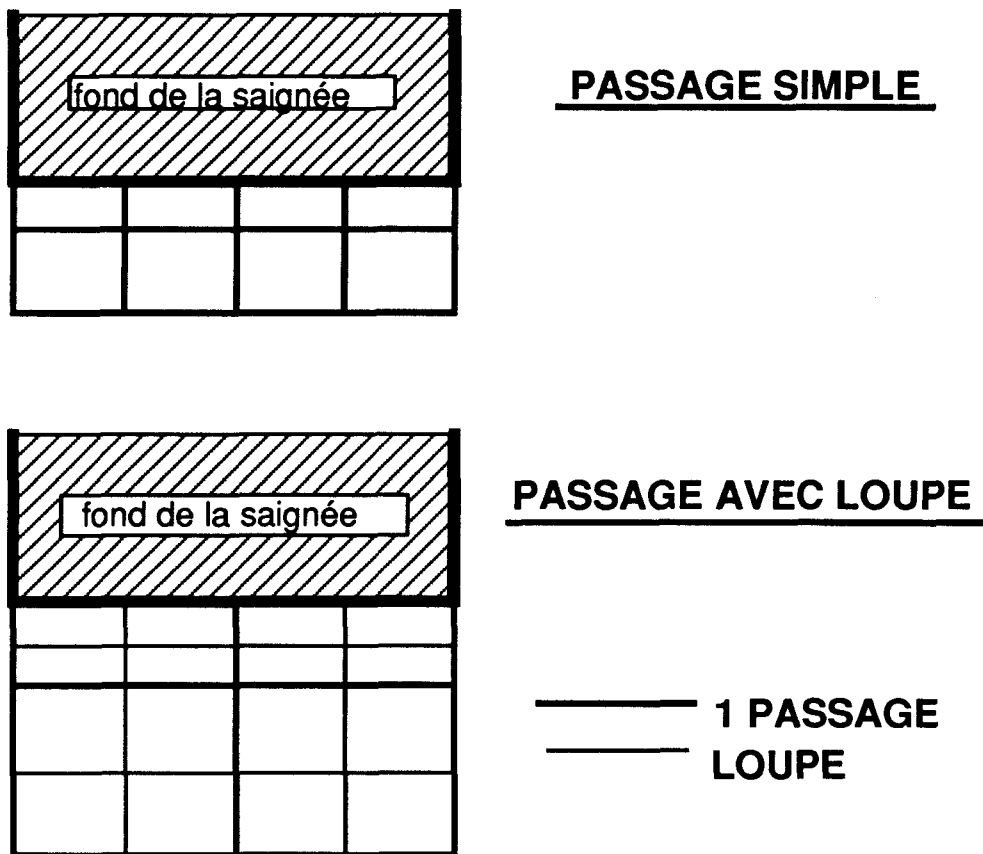 fond de la saignée
PASSAGE SIMPLE
fond de la saignée
PASSAGE AVEC LOUPE
1 PASSAGE
LOUPE